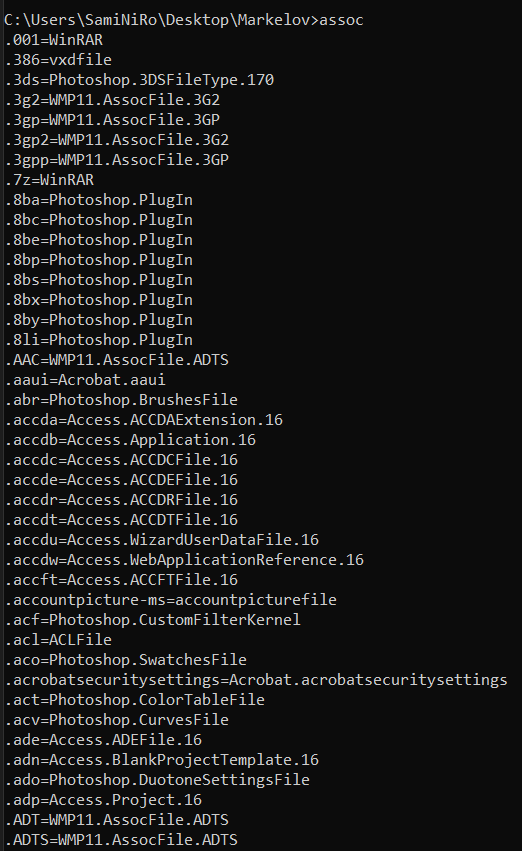 C:\Users\SamiNiRo\Desktop\Markelov>assoc
.001=WinRAR
.386=vxdfile
.3ds=Photoshop.3DSFileType.170
.3g2=WMP11.AssocFile.3G2
.3gp=WMP11.AssocFile.3GP
.3gp2=WMP11.AssocFile.3G2
.3gpp=WMP11.AssocFile.3GP
.7z=WinRAR
.8ba=Photoshop.PlugIn
.8bc=Photoshop.PlugIn
.8be=Photoshop.PlugIn
.8bp=Photoshop.PlugIn
.8bs=Photoshop.PlugIn
.8bx=Photoshop.PlugIn
.8by=Photoshop.PlugIn
.8li=Photoshop.PlugIn
.AAC=WMP11.AssocFile.ADTS
.aaui=Acrobat.aaui
.abr=Photoshop.BrushesFile
.accda=Access.ACCDAExtension.16
.accdb=Access.Application.16
.accdc=Access.ACCDCFile.16
.accde=Access.ACCDEFile.16
.accdr=Access.ACCDRFile.16
.accdt=Access.ACCDTFile.16
.accdu=Access.WizardUserDataFile.16
.accdw=Access.WebApplicationReference.16
.accft=Access.ACCFTFile.16
.accountpicture-ms=accountpicturefile
.acf=Photoshop.CustomFilterKernel
.acl=ACLFile
.aco=Photoshop.SwatchesFile
.acrobatsecuritysettings=Acrobat.acrobatsecuritysettings
.act=Photoshop.ColorTableFile
.acv=Photoshop.CurvesFile
.ade=Access.ADEFile.16
.adn=Access.BlankProjectTemplate.16
.ado=Photoshop.DuotoneSettingsFile
.adp=Access.Project.16
.ADT=WMP11.AssocFile.ADTS
.ADTS=WMP11.AssocFile.ADTS